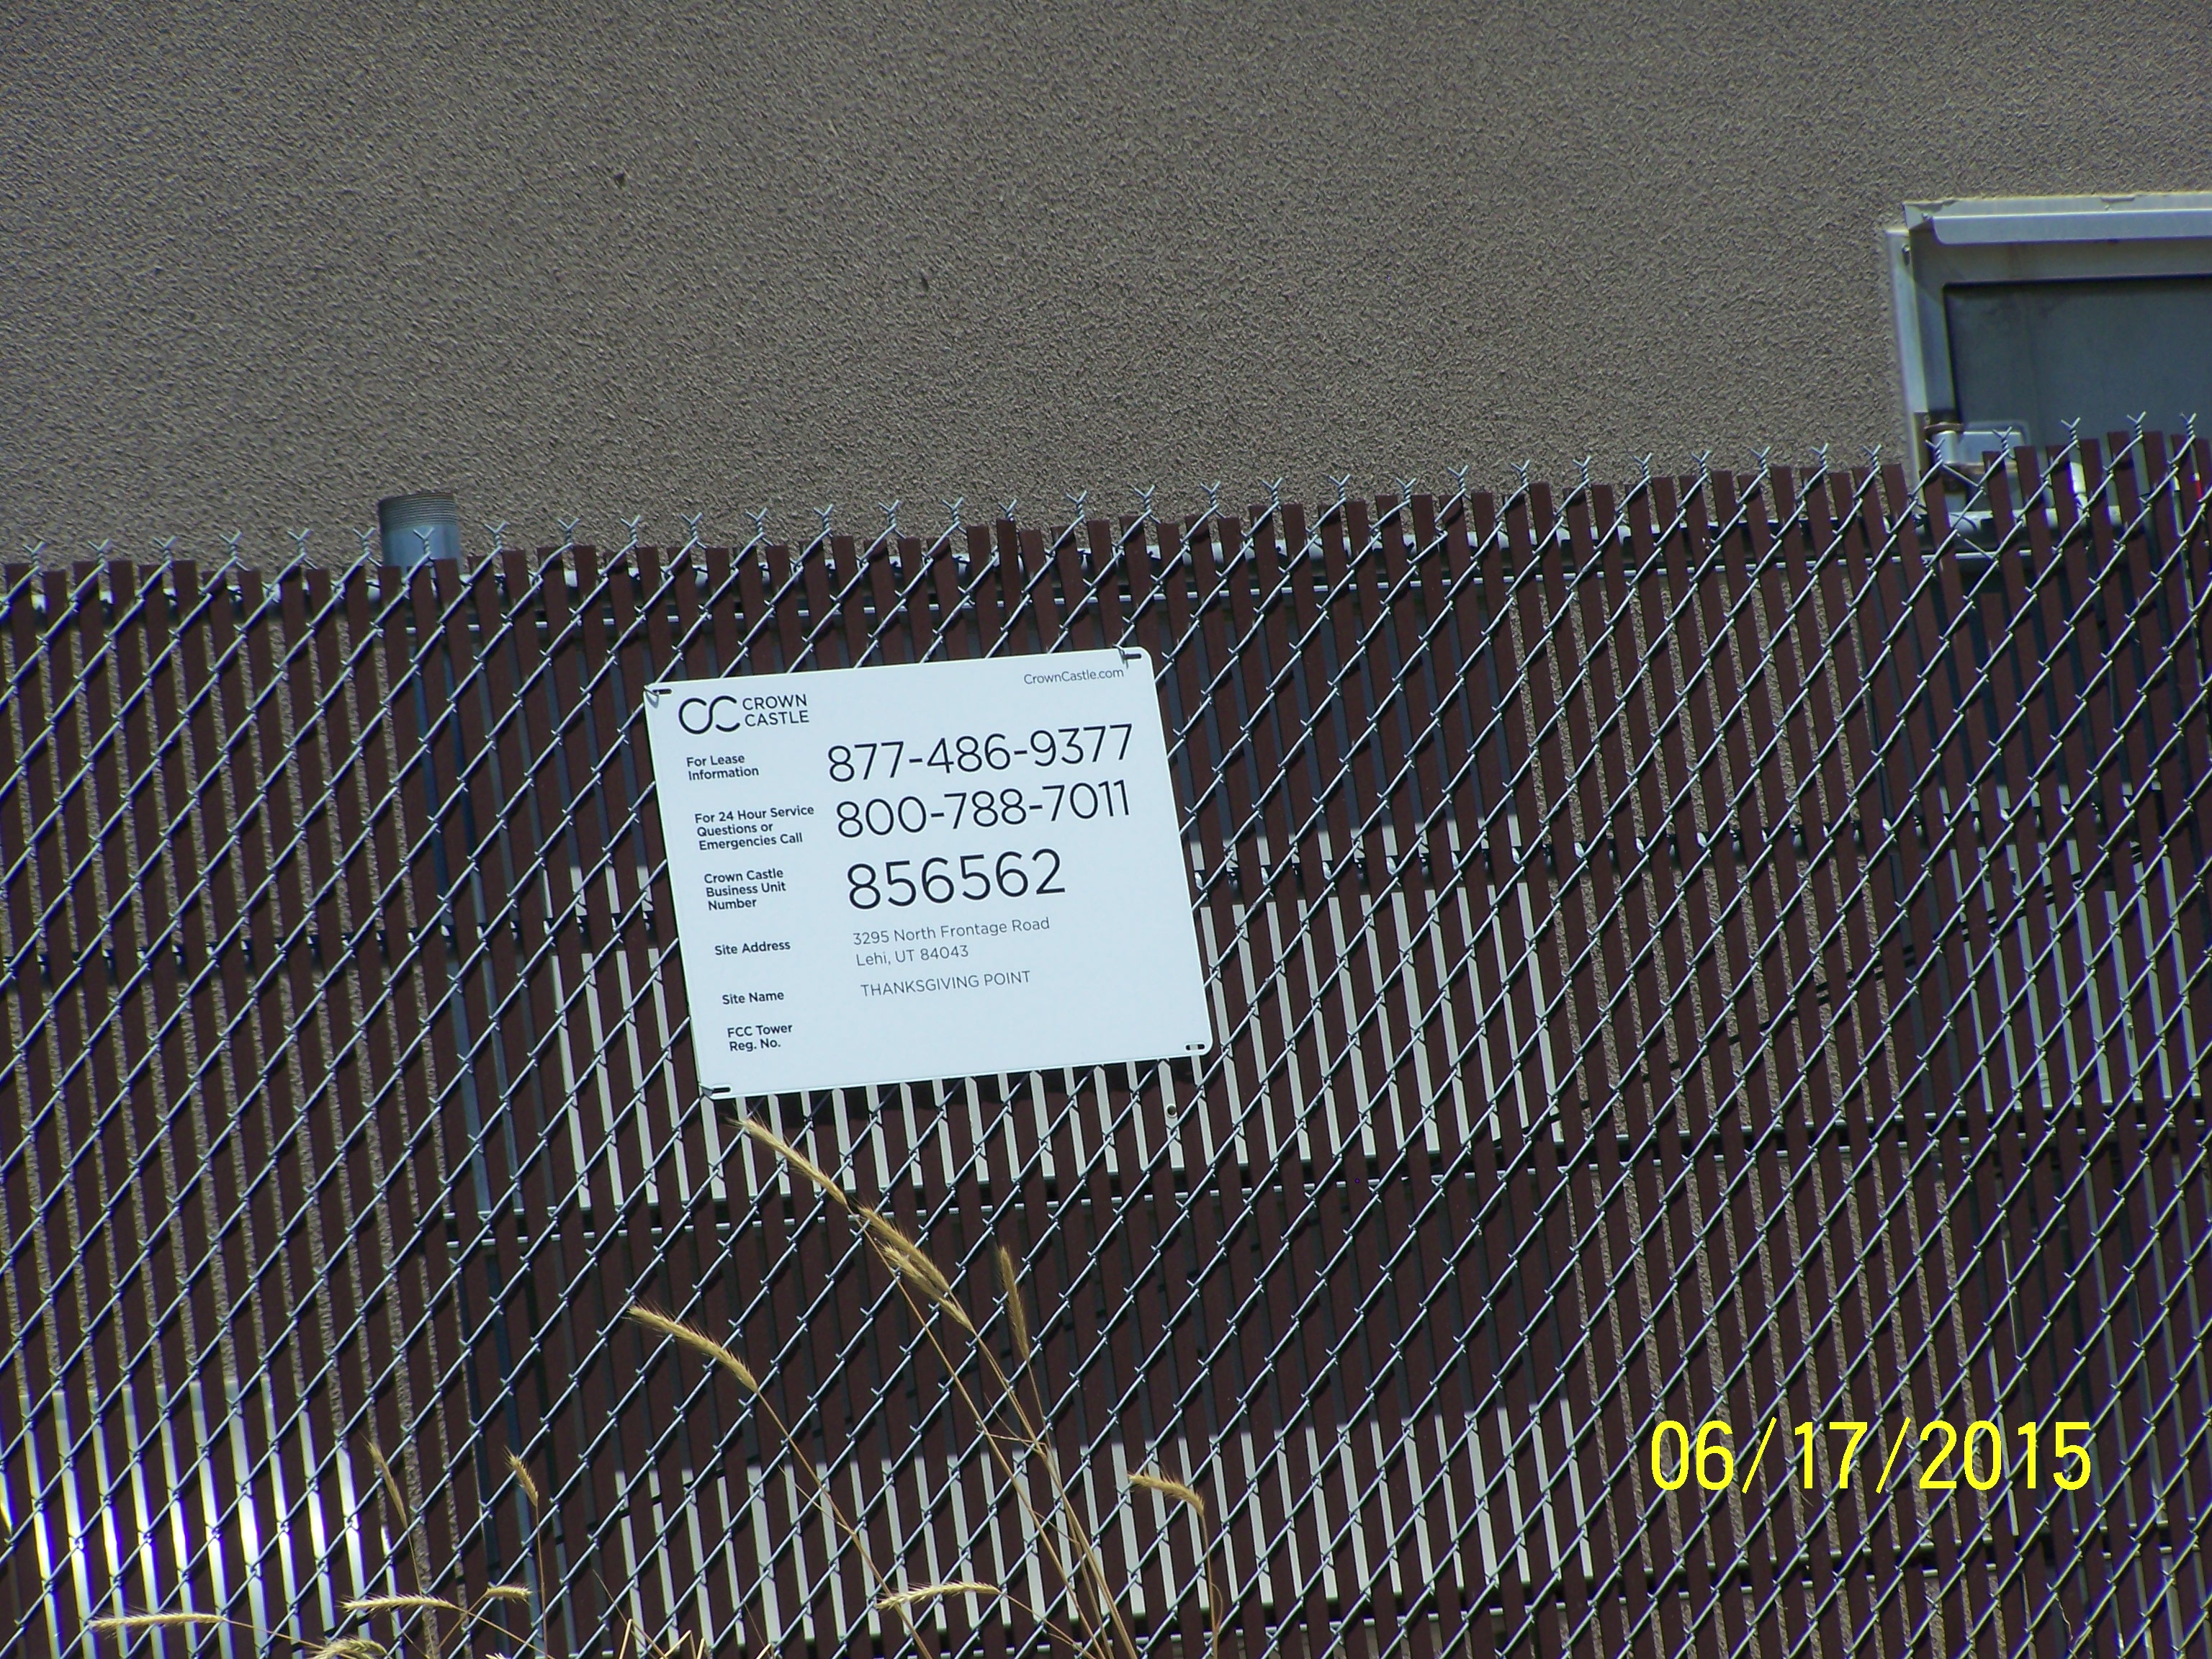 CrownCastle.com
CROWN
CASTLE
For Lease
Information
877-486-9377
For 24 Hour Service
Questions or
Emergencies Call
800-788-7011
Crown Castle
Business Unit
Number
856562
Site Address
3295 North Frontage Road
Lehi, UT 84043
Site Name
THANKSGIVING POINT
FCC Tower
Reg. No.
06/17/2015